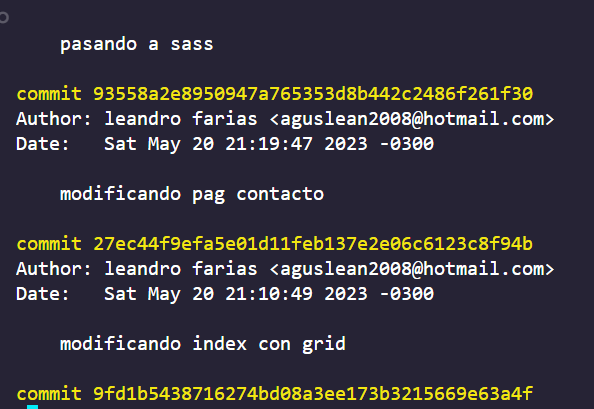 pasando a sass
commit 93558a2e8950947a765353d8b442c2486f261f30
Author: leandro farias <aguslean2008@hotmail.com>
Date:   Sat May 20 21:19:47 2023 -0300
modificando pag contacto
commit 27ec44f9efa5e01d11feb137e2e06c6123c8f94b
Author: leandro farias <aguslean2008@hotmail.com>
Date:   Sat May 20 21:10:49 2023 -0300
modificando index con grid
commit 9fd1b5438716274bd08a3ee173b3215669e63a4f